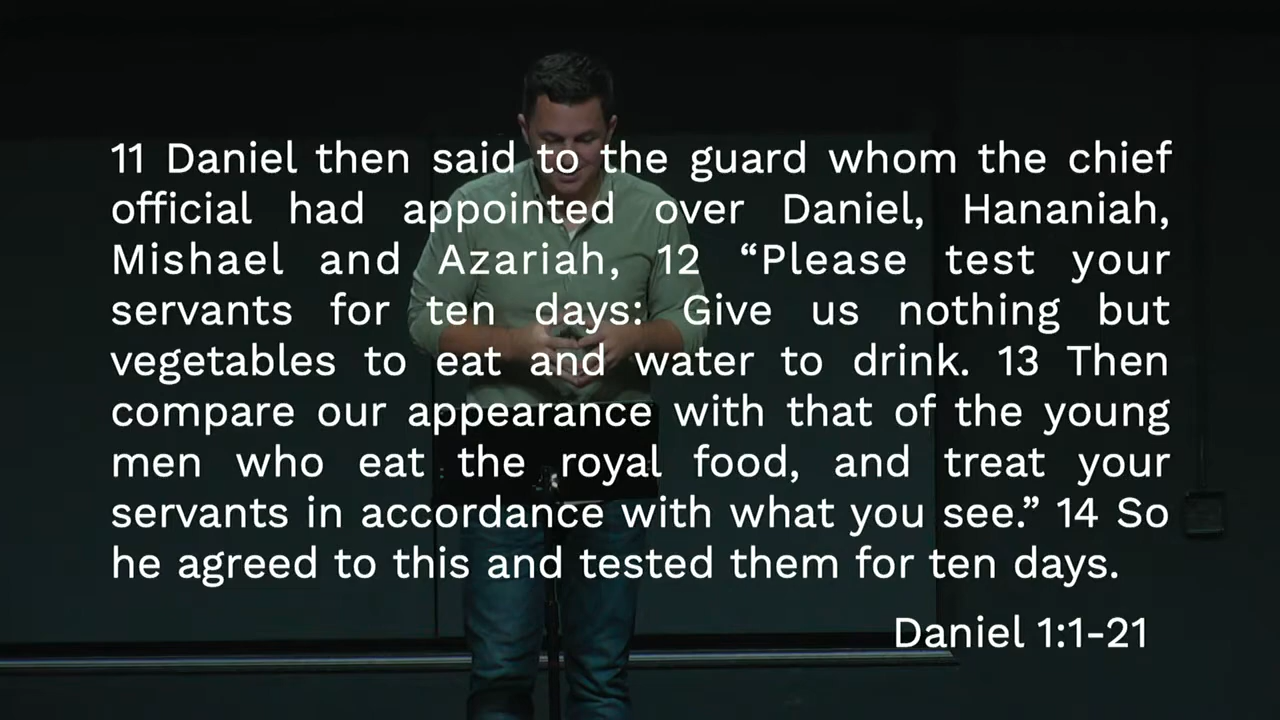 11 Daniel then said to the guard whom the chief
official had appointed over Daniel, Hananiah,
Mishael and Azariah, 12 “Please test your
servants for ten days: Give us nothing but
vegetables to eat and water to drink. 13 Then
compare our appearance with that of the young
men who eat the royal food, and treat your
servants in accordance with what you see.” 14 So
he agreed to this and tested them for ten days.
Daniel 1:1-21